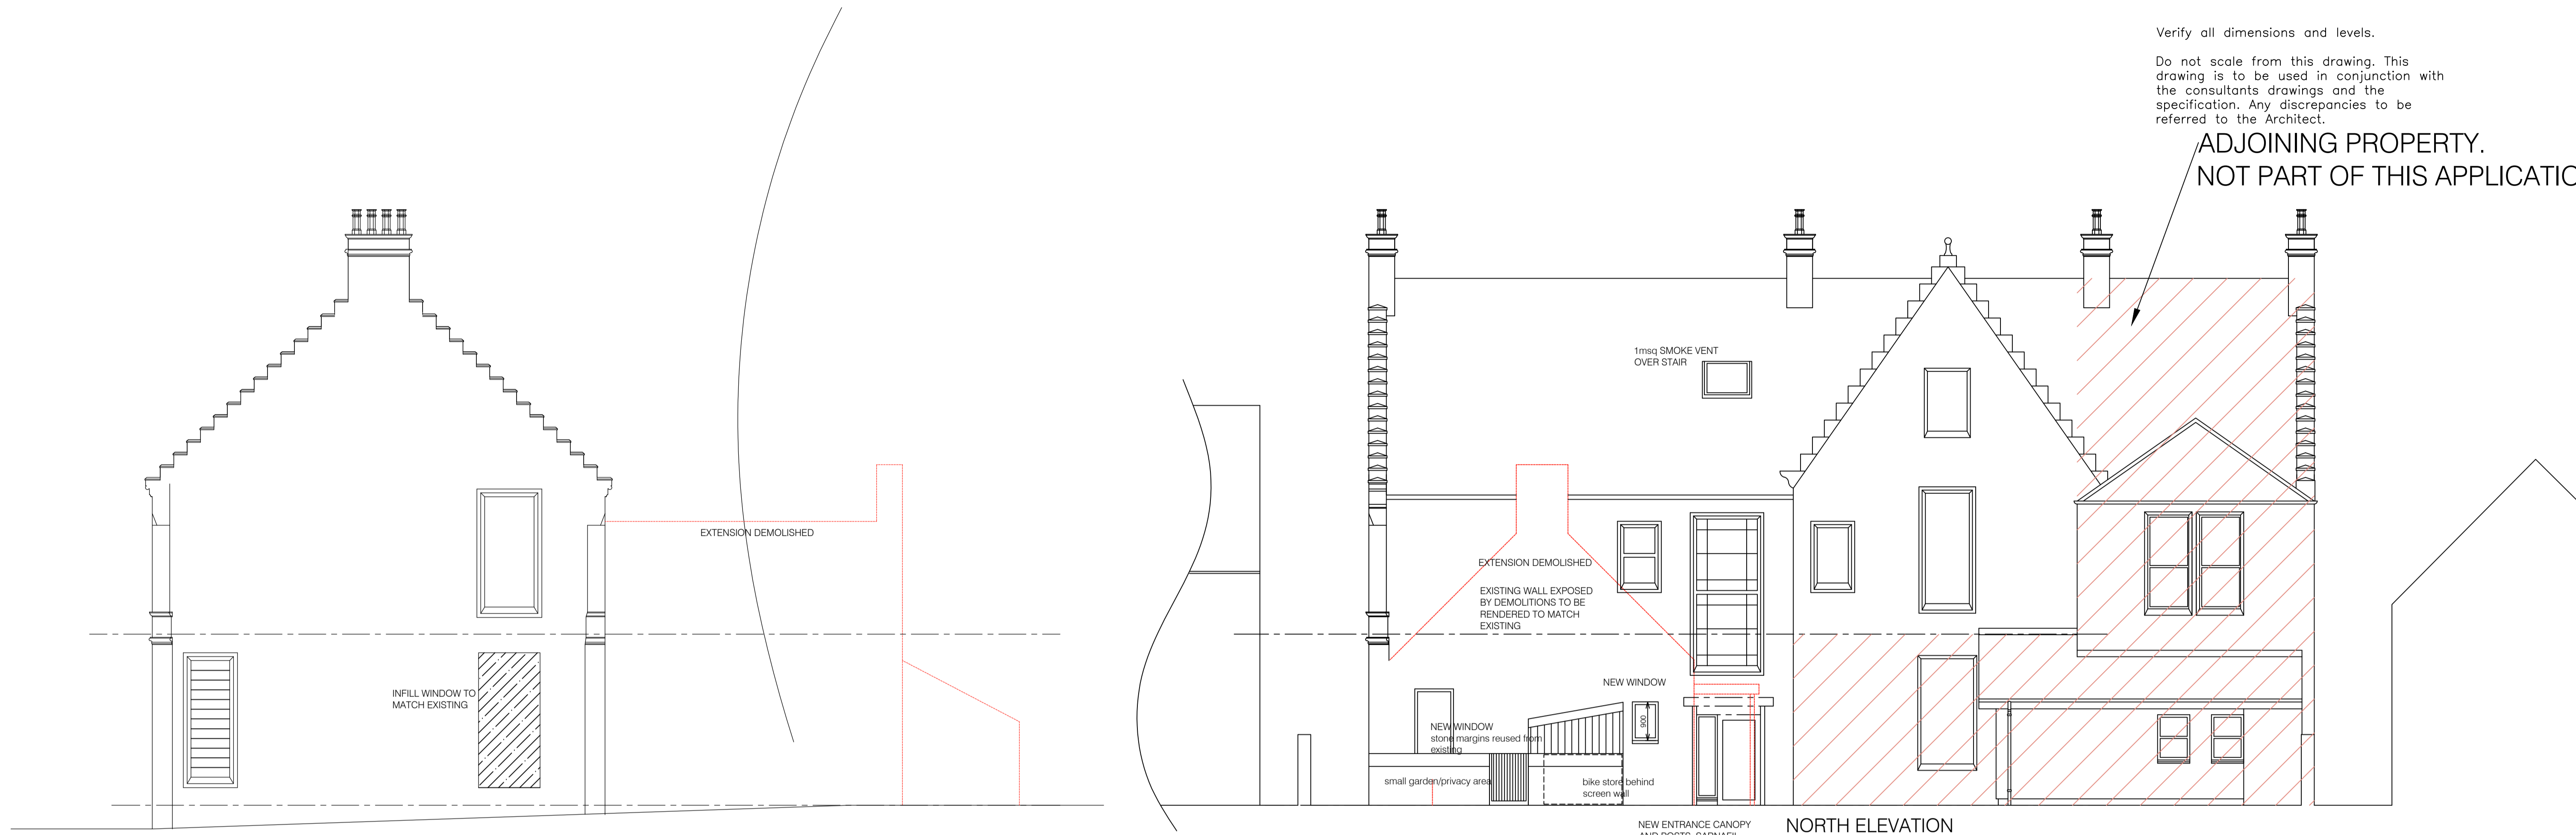 Verify all dimensions and levels.
Do not scale from this drawing. This
drawing is to be used in conjunction with
the consultants drawings and the
specification. Any discrepancies to be
referred to the Architect.
ADJOINING PROPERTY.
NOT PART OF THIS APPLICATIO
1msq SMOKE VENT
OVER STAIR
EXTENSION DEMOLISHED
EXTENSION DEMOLISHED
EXISTING WALL EXPOSED
BY DEMOLITIONS TO BE
RENDERED TO MATCH
EXISTING
INFILL WINDOW TO
MATCH EXISTING
NEW WINDOW
900
NEW WINDOW
stone margins reused from
existing
small garden/privacy area
bike store behind
screen wall
NEW ENTRANCE CANOPY
AND POSTS. SARNAFIL
NORTH ELEVATION